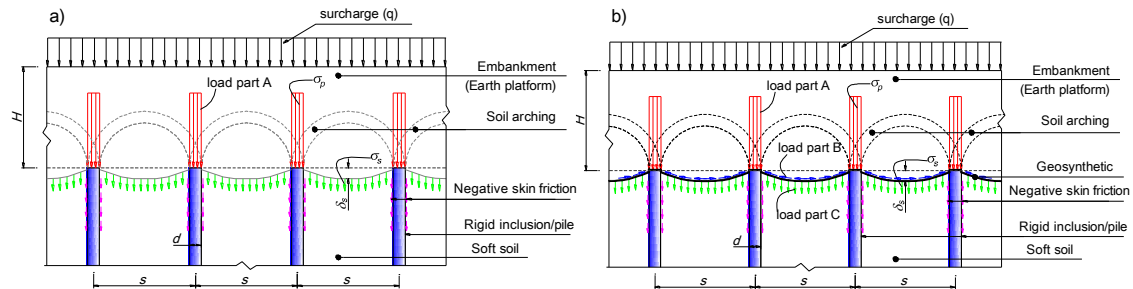 a)
surcharge (q)
load part A
σp
Embankment
(Earth platform)
H
Soil arching
σs
Negative skin friction
δs
Rigid inclusion/pile
d
Soft soil
s
s
s
b)
surcharge (q)
load part A
σp
Embankment
(Earth platform)
H
Soil arching
σs
load part B
Geosynthetic
load part C
δs
Negative skin friction
Rigid inclusion/pile
d
Soft soil
s
s
s